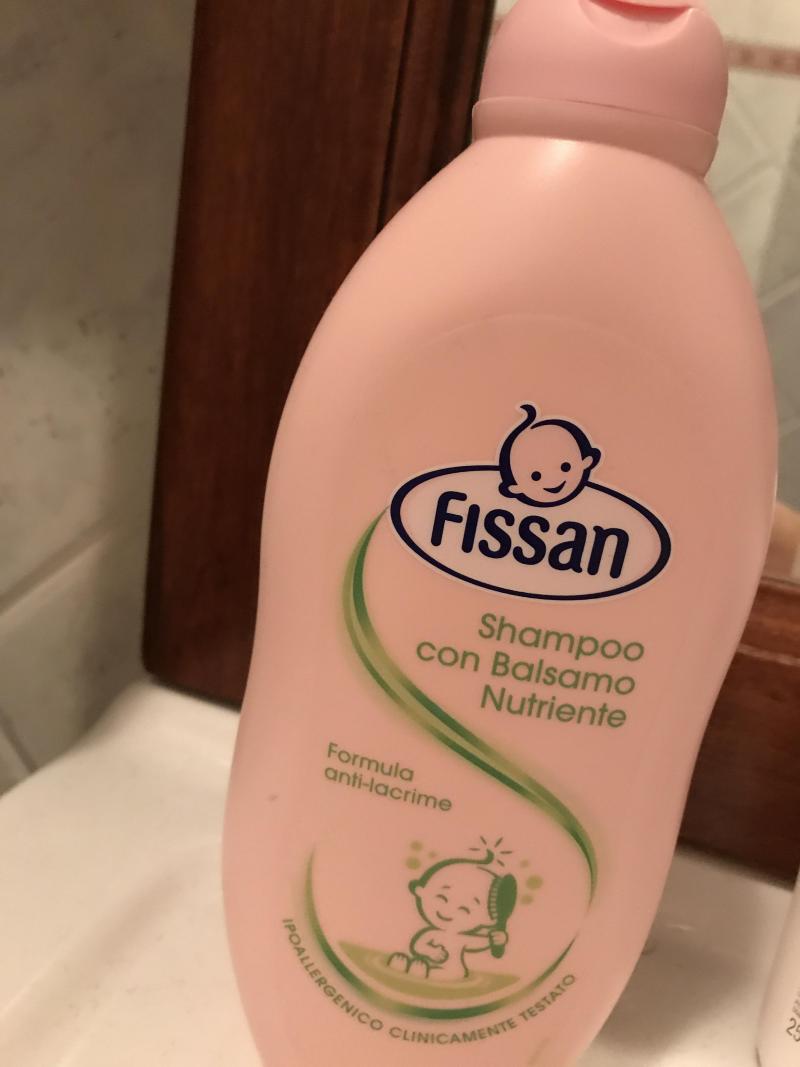 Fissan
Shampoo
con Balsamo
Nutriente
Formula
anti-lacrime
IPOALLERGENICO CLINICAMENTE TESTATO